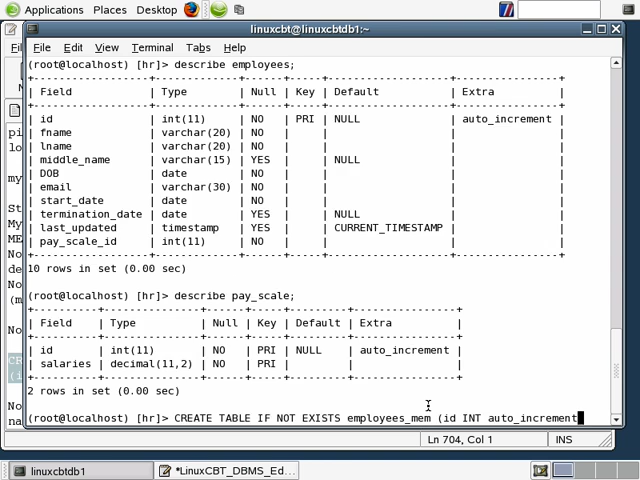 Applications Places Desktop
linuxcbt@linuxcbtdb1:~
File Edit View Terminal Tabs Help
(root@localhost) [hr]> describe employees;
+------------------+-------------+------+-----+-------------------+----------------+
| Field | Type | Null | Key | Default | Extra |
+------------------+-------------+------+-----+-------------------+----------------+
| id | int(11) | NO | PRI | NULL | auto_increment |
| fname | varchar(20) | NO | | | |
| lname | varchar(20) | NO | | | |
| middle_name | varchar(15) | YES | | NULL | |
| DOB | date | NO | | | |
| email | varchar(30) | NO | | | |
| start_date | date | NO | | | |
| termination_date | date | YES | | NULL | |
| last_updated | timestamp | YES | | CURRENT_TIMESTAMP | |
| pay_scale_id | int(11) | NO | | | |
+------------------+-------------+------+-----+-------------------+----------------+
10 rows in set (0.00 sec)
(root@localhost) [hr]> describe pay_scale;
+----------+---------------+------+-----+---------+----------------+
| Field | Type | Null | Key | Default | Extra |
+----------+---------------+------+-----+---------+----------------+
| id | int(11) | NO | PRI | NULL | auto_increment |
| salaries | decimal(11,2) | NO | PRI | | |
+----------+---------------+------+-----+---------+----------------+
2 rows in set (0.00 sec)
(root@localhost) [hr]> CREATE TABLE IF NOT EXISTS employees_mem (id INT auto_increment
Ln 704, Col 1 INS
linuxcbtdb1 *LinuxCBT_DBMS_Ed...